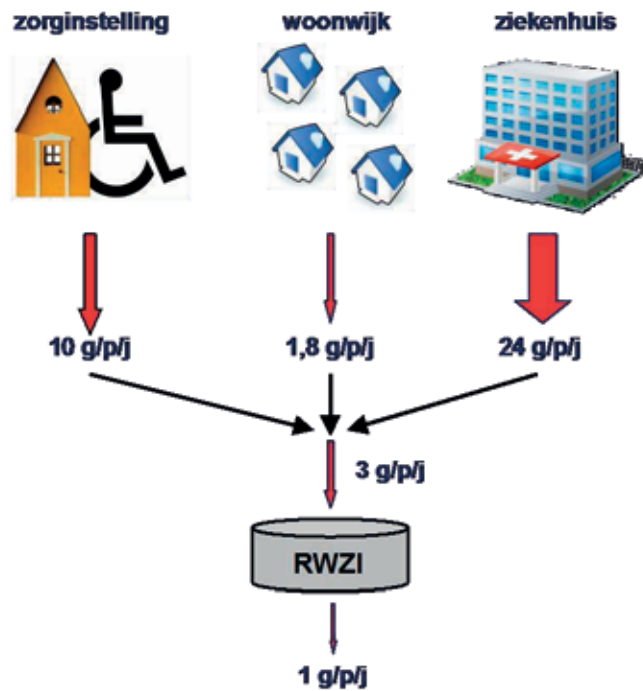 zorginstelling woonwijk ziekenhuis
10 g/p/j 1,8 g/p/j 24 g/p/j
3 g/p/j
RWZI
1 g/p/j